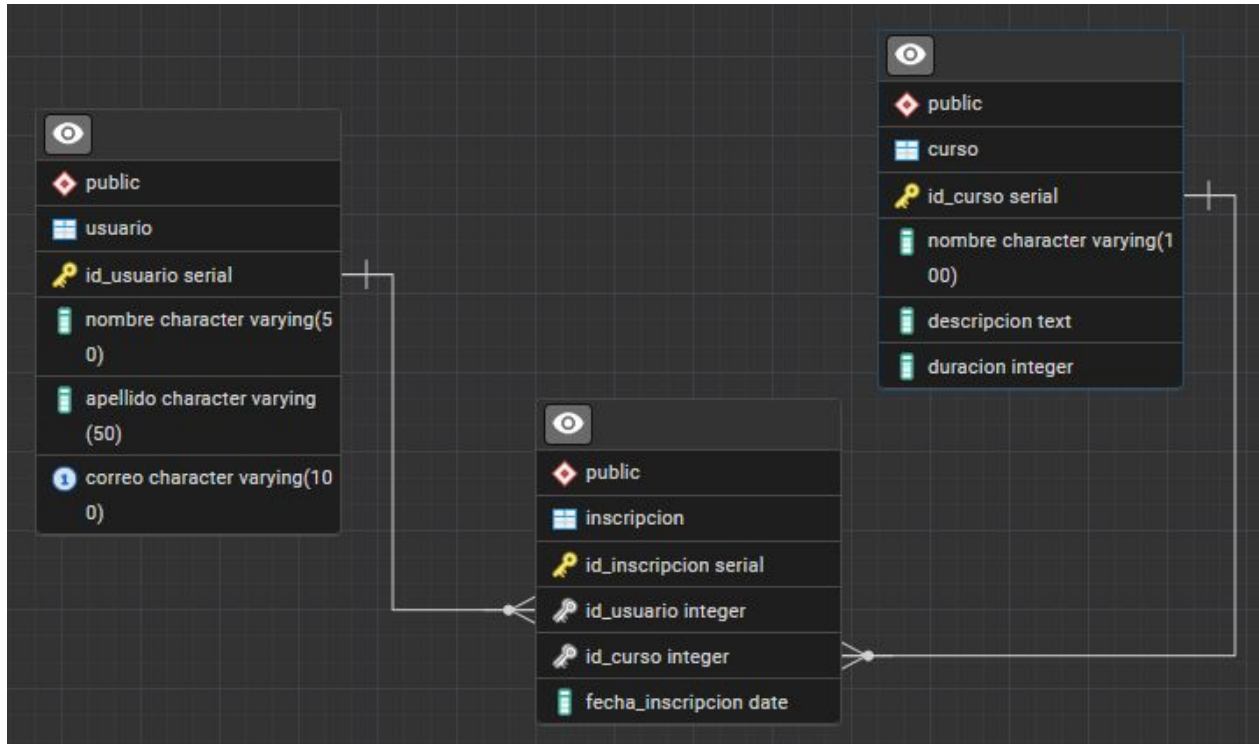 public
usuario
id_usuario serial
nombre character varying(5
0)
apellido character varying
(50)
correo character varying(10
0)
public
curso
id_curso serial
nombre character varying(1
00)
descripcion text
duracion integer
public
inscripcion
id_inscripcion serial
id_usuario integer
id_curso integer
fecha_inscripcion date